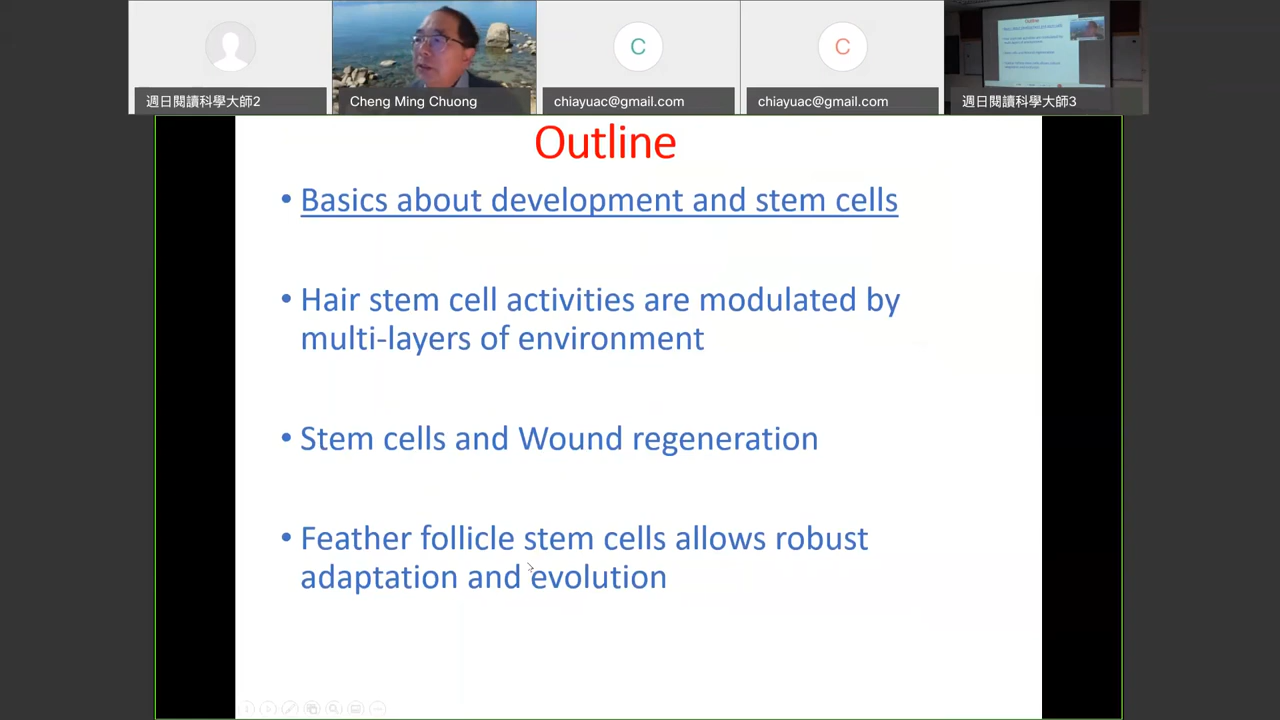 週日閱讀科學大師2
Cheng Ming Chuong
C
chiayuac@gmail.com
C
chiayuac@gmail.com
週日閱讀科學大師3
Outline
• Basics about development and stem cells
• Hair stem cell activities are modulated by
multi-layers of environment
• Stem cells and Wound regeneration
• Feather follicle stem cells allows robust
adaptation and evolution